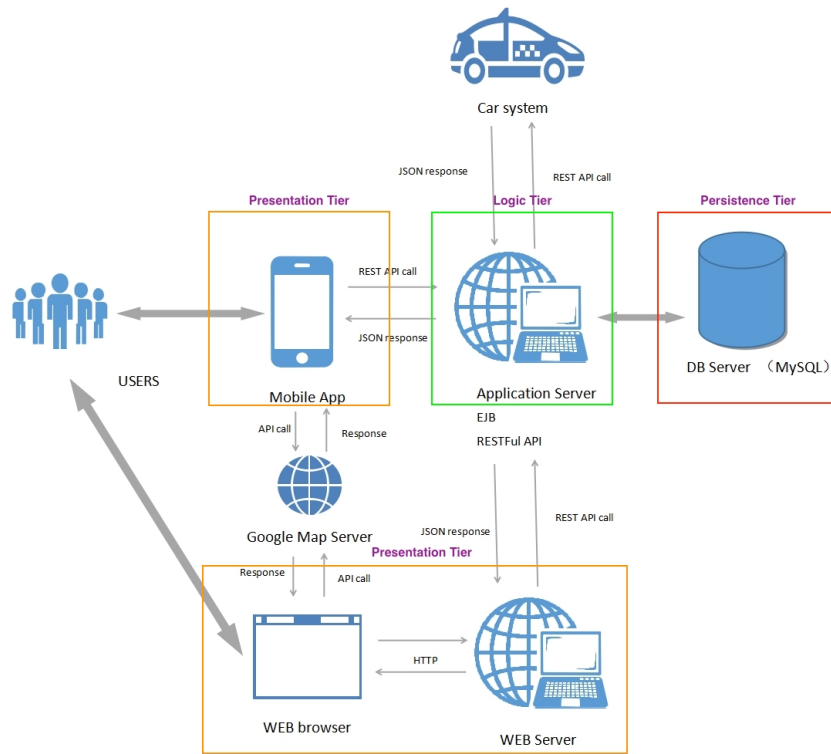 Car system
JSON response
REST API call
Presentation Tier
Logic Tier
Persistence Tier
REST API call
JSON response
USERS
Mobile App
Application Server
DB Server （MySQL）
EJB
RESTFul API
API call
Response
Google Map Server
JSON response
REST API call
Presentation Tier
Response
API call
HTTP
WEB browser
WEB Server